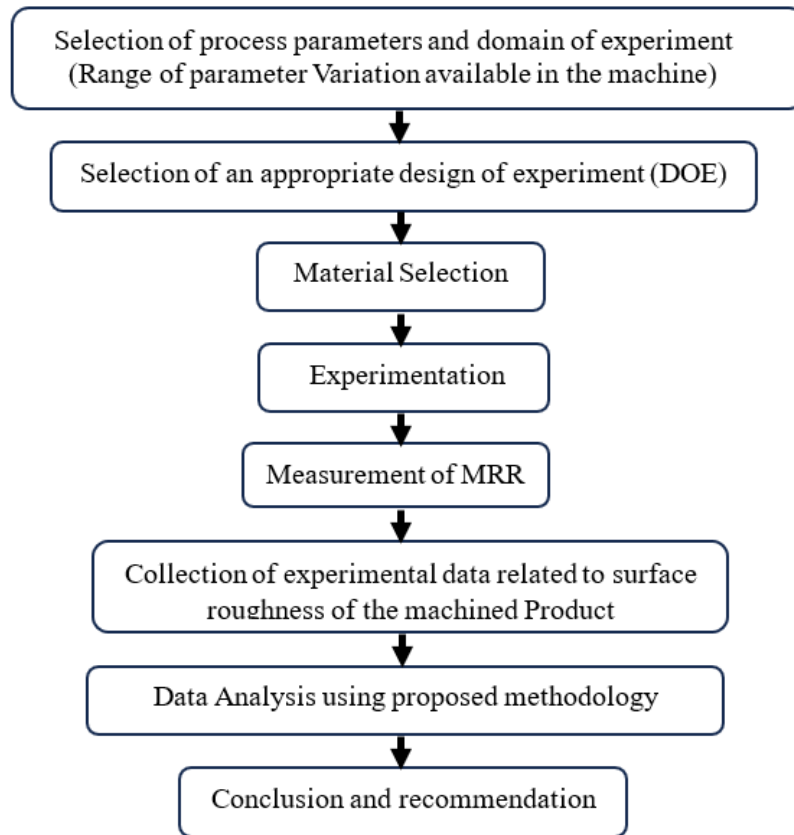 Selection of process parameters and domain of experiment
(Range of parameter Variation available in the machine)
Selection of an appropriate design of experiment (DOE)
Material Selection
Experimentation
Measurement of MRR
Collection of experimental data related to surface
roughness of the machined Product
Data Analysis using proposed methodology
Conclusion and recommendation